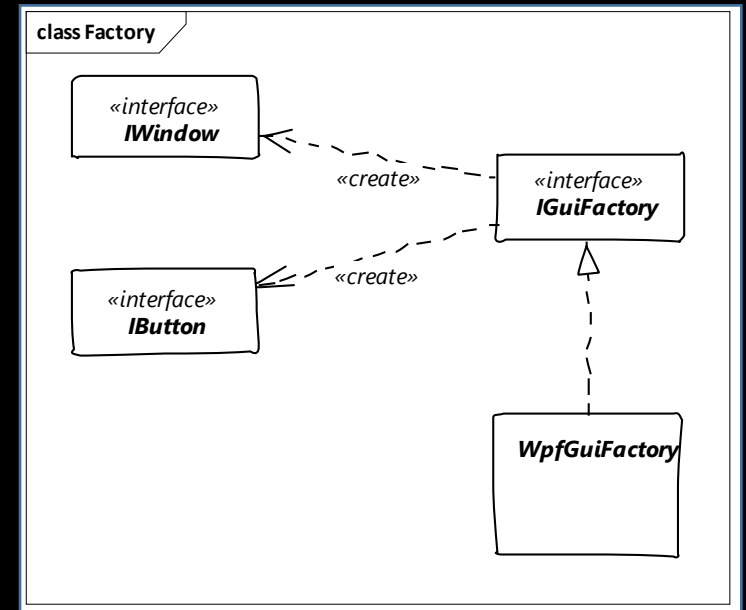 class Factory
«interface»
IWindow
«create»
«interface»
IGuiFactory
«create»
«interface»
IButton
WpfGuiFactory